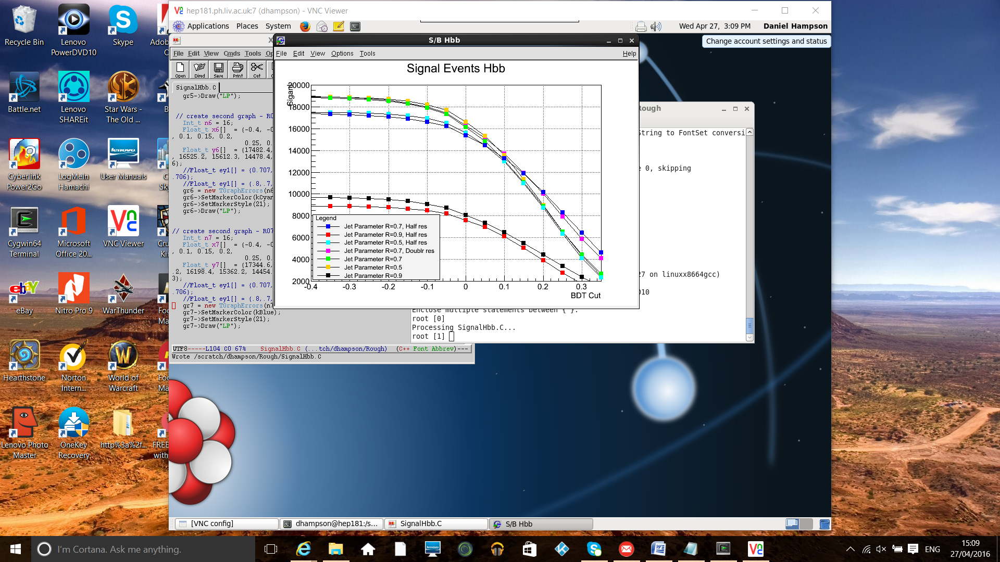 hep181.ph.liv.ac.uk:7 (dhampson) - VNC Viewer
Applications Places System
Wed Apr 27, 3:09 PM Daniel Hampson
Change account settings and status
Recycle Bin
Lenovo PowerDVD10
Skype
Battle.net
Lenovo SHAREit
Star Wars - The Old ...
Cyberlink Power2Go
LogMeIn Hamachi
User Manuals
Cygwin64 Terminal
Microsoft Office 20...
VNC Viewer
eBay
Nitro Pro 9
WarThunder
Hearthstone
Norton Intern...
World of Warcraft
Lenovo Photo Master
OneKey Recovery
http%3a%2f...
File Edit View Cmds Tools
Open Dired Save Print Cut
SignalHbb.C
gr5->Draw("LP");
// create second graph - R0
Int_t n6 = 16;
Float_t x6[] = {-0.4, -0
, 0.1, 0.15, 0.2,
0.25, 0.
Float_t y6[] = {17482.4,
, 16525.2, 15612.3, 14478.4,
6};
//Float_t ey1[] = {0.707,
.706};
//Float_t ey1[] = {.8,.7,
gr6 = new TGraphErrors(n6
gr6->SetMarkerColor(kCyan
gr6->SetMarkerStyle(21);
gr6->Draw("LP");
// create second graph - R07
Int_t n7 = 16;
Float_t x7[] = {-0.4, -0
, 0.1, 0.15, 0.2,
0.25, 0.
Float_t y7[] = {17344.6,
.2, 16198.4, 15362.2, 14454.
3};
//Float_t ey1[] = {0.707,
.706};
//Float_t ey1[] = {.8,.7,
gr7 = new TGraphErrors(n7
gr7->SetMarkerColor(kBlue);
gr7->SetMarkerStyle(21);
gr7->Draw("LP");
UTF8-----L104 C0 67% SignalHbb.C (...tch/dhampson/Rough) (C++ Font Abbrev)---
Wrote /scratch/dhampson/Rough/SignalHbb.C
S/B Hbb
File Edit View Options Tools Help
Signal Events Hbb
20000
18000
16000
14000
12000
10000
8000
6000
4000
2000
Legend
Jet Parameter R=0.7, Half res
Jet Parameter R=0.9, Half res
Jet Parameter R=0.5, Half res
Jet Parameter R=0.7, Doublr res
Jet Parameter R=0.7
Jet Parameter R=0.5
Jet Parameter R=0.9
-0.4 -0.3 -0.2 -0.1 0 0.1 0.2 0.3
BDT Cut
Rough
String to FontSet conversi
0, skipping
27 on linuxx8664gcc)
010
Enclose multiple statements between { }.
root [0]
Processing SignalHbb.C...
root [1]
[VNC config]
dhampson@hep181:/s...
SignalHbb.C
S/B Hbb
I'm Cortana. Ask me anything.
ENG
15:09
27/04/2016